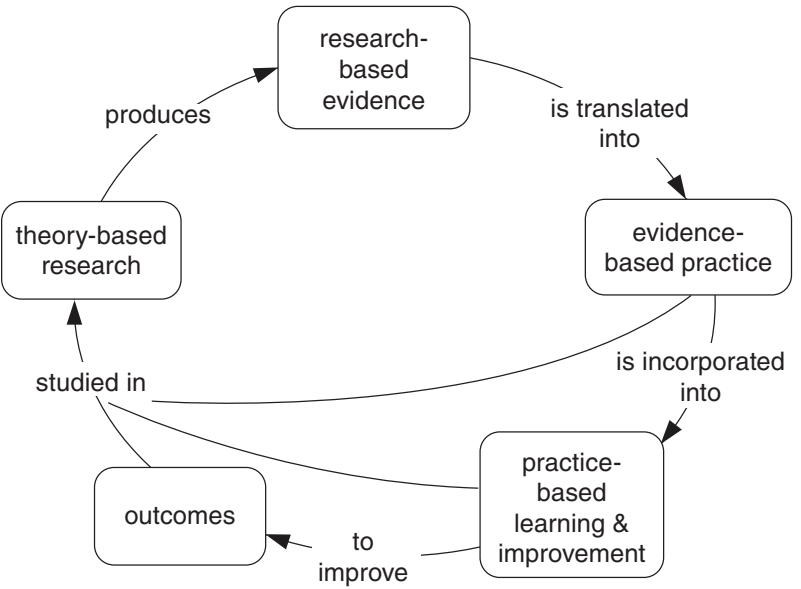 research-
based
evidence
produces
is translated
into
theory-based
research
evidence-
based practice
studied in
is incorporated
into
practice-
based
learning &
improvement
outcomes
to
improve